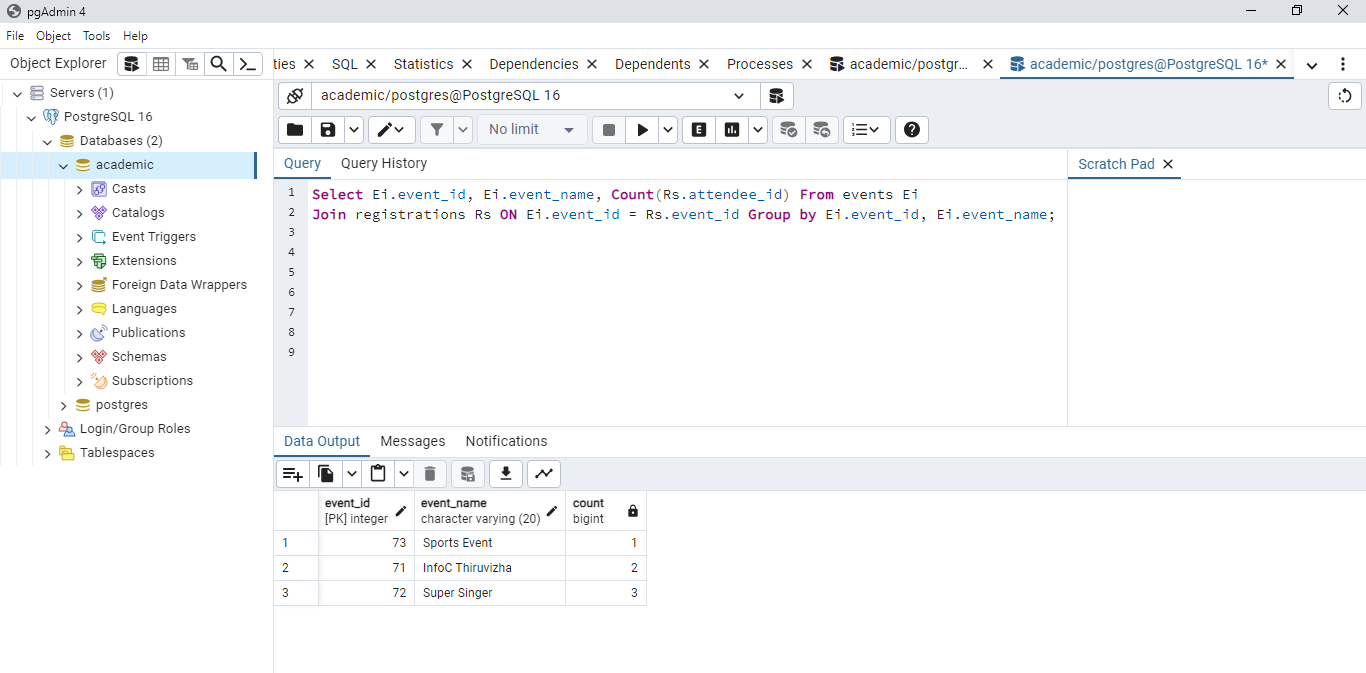 pgAdmin 4
File Object Tools Help
Object Explorer
ties SQL Statistics Dependencies Dependents Processes academic/postgr... academic/postgres@PostgreSQL 16*
Servers (1)
PostgreSQL 16
Databases (2)
academic
Casts
Catalogs
Event Triggers
Extensions
Foreign Data Wrappers
Languages
Publications
Schemas
Subscriptions
postgres
Login/Group Roles
Tablespaces
academic/postgres@PostgreSQL 16
No limit E
Query Query History
Scratch Pad
1 Select Ei.event_id, Ei.event_name, Count(Rs.attendee_id) From events Ei
2 Join registrations Rs ON Ei.event_id = Rs.event_id Group by Ei.event_id, Ei.event_name;
3
4
5
6
7
8
9
Data Output Messages Notifications
event_id event_name count
[PK] integer character varying (20) bigint
1 73 Sports Event 1
2 71 InfoC Thiruvizha 2
3 72 Super Singer 3